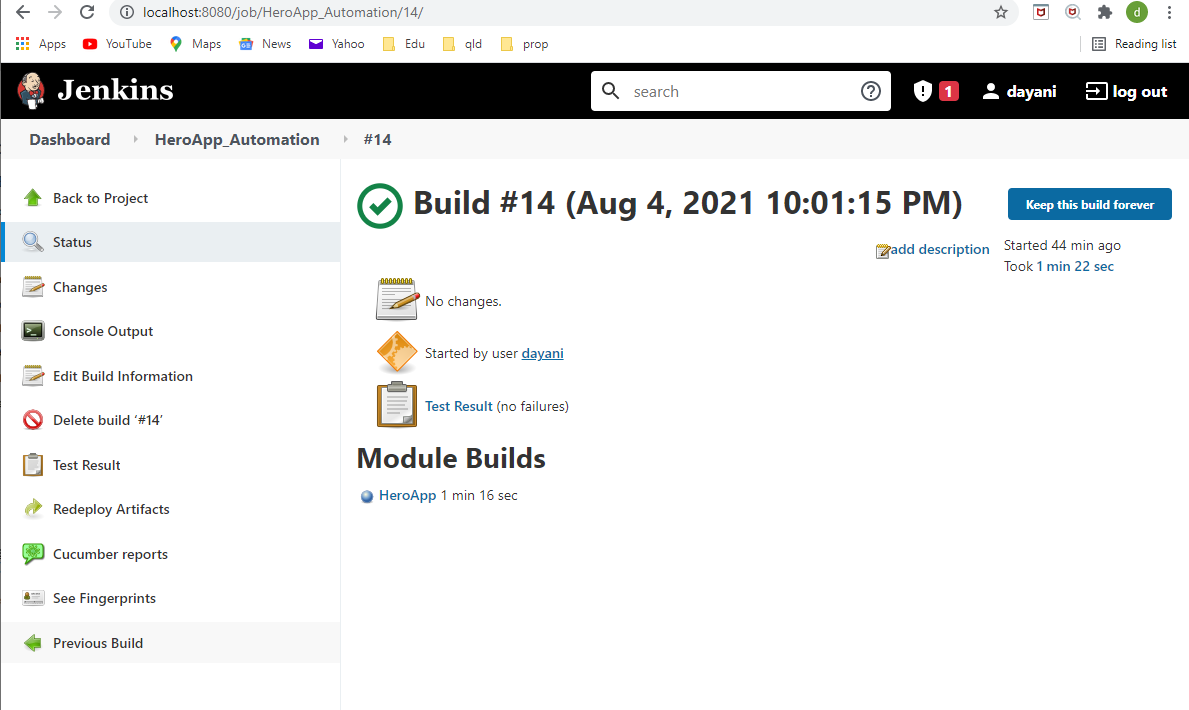 localhost:8080/job/HeroApp_Automation/14/
d
Apps YouTube Maps News Yahoo Edu qld prop Reading list
Jenkins search 1 dayani log out
Dashboard HeroApp_Automation #14
Back to Project
Status
Changes
Console Output
Edit Build Information
Delete build ‘#14’
Test Result
Redeploy Artifacts
Cucumber reports
See Fingerprints
Previous Build
Build #14 (Aug 4, 2021 10:01:15 PM)
Keep this build forever
add description
Started 44 min ago
Took 1 min 22 sec
No changes.
Started by user dayani
Test Result (no failures)
Module Builds
HeroApp 1 min 16 sec